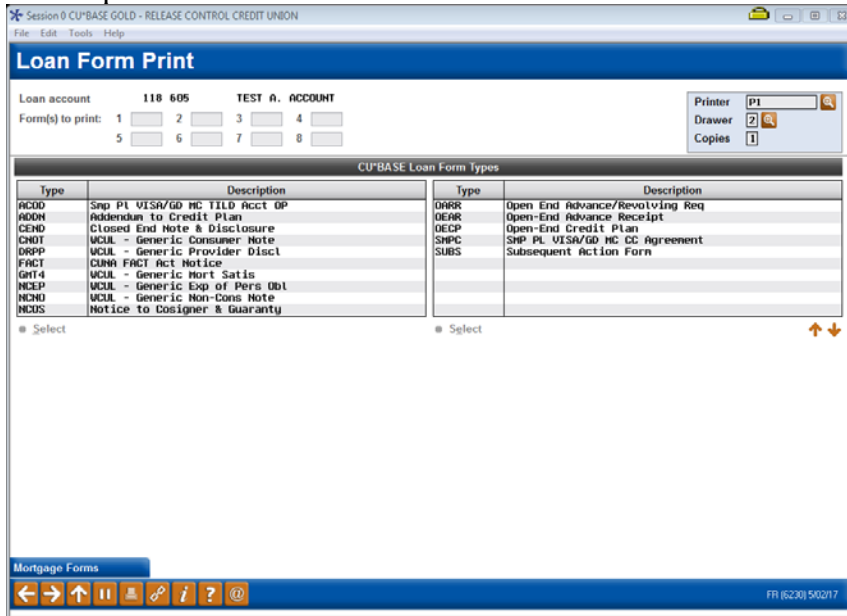 Session 0 CU*BASE GOLD - RELEASE CONTROL CREDIT UNION
File Edit Tools Help
Loan Form Print
Loan account 118 605 TEST A. ACCOUNT
Form(s) to print: 1 2 3 4
5 6 7 8
Printer P1
Drawer 2
Copies 1
CU*BASE Loan Form Types
Type Description
ACOD Smp Pl VISA/GD MC TILD Acct OP
ADDN Addendum to Credit Plan
CEND Closed End Note & Disclosure
CNOT WCUL - Generic Consumer Note
DRPP WCUL - Generic Provider Discl
FACT CUNA FACT Act Notice
GMT4 WCUL - Generic Mort Satis
NCEP WCUL - Generic Exp of Pers Obl
NCNO WCUL - Generic Non-Cons Note
NCOS Notice to Cosigner & Guaranty
Select
Type Description
OARR Open End Advance/Revolving Req
OEAR Open-End Advance Receipt
OECP Open-End Credit Plan
SMPC SMP PL VISA/GD MC CC Agreement
SUBS Subsequent Action Form
Select
Mortgage Forms
FR (6230) 5/02/17